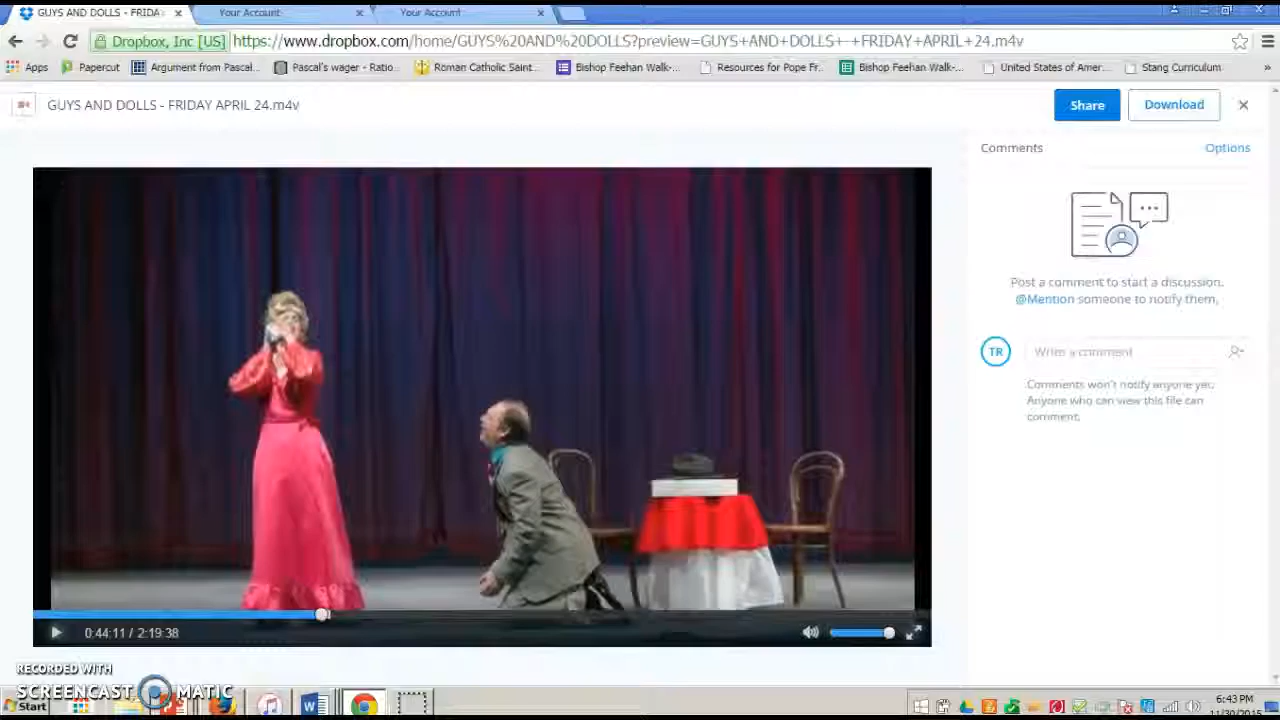 GUYS AND DOLLS - FRIDA
Your Account
Your Account
Dropbox, Inc [US] https://www.dropbox.com/home/GUYS%20AND%20DOLLS?preview=GUYS+AND+DOLLS+-+FRIDAY+APRIL+24.m4v
Apps Papercut Argument from Pascal... Pascal's wager - Ratio... Roman Catholic Saint... Bishop Feehan Walk-... Resources for Pope Fr... Bishop Feehan Walk-... United States of Amer... Stang Curriculum »
GUYS AND DOLLS - FRIDAY APRIL 24.m4v
Share
Download
Comments Options
Post a comment to start a discussion.
@Mention someone to notify them.
TR
Write a comment
Comments won't notify anyone yet.
Anyone who can view this file can
comment.
0:44:11 / 2:19:38
RECORDED WITH
SCREENCAST MATIC
Start
6:43 PM
11/30/2015